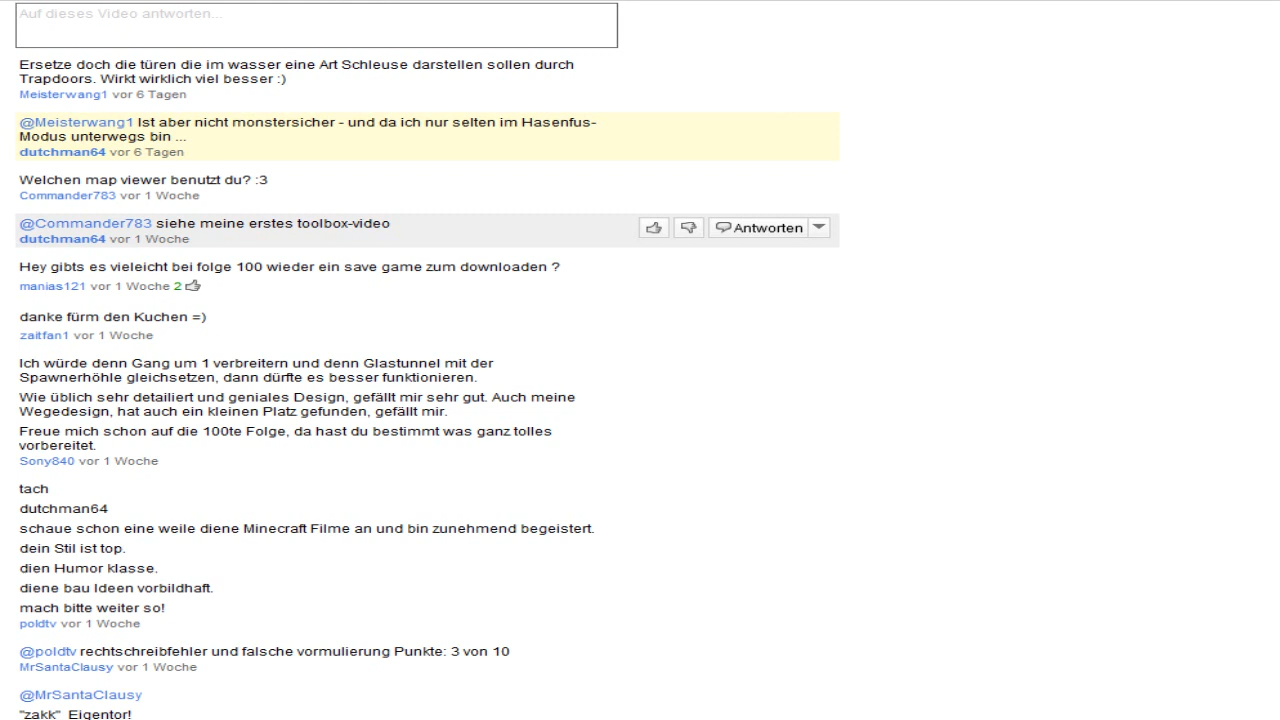 Auf dieses Video antworten...
Ersetze doch die türen die im wasser eine Art Schleuse darstellen sollen durch
Trapdoors. Wirkt wirklich viel besser :)
Meisterwang1 vor 6 Tagen
@Meisterwang1 Ist aber nicht monstersicher - und da ich nur selten im Hasenfus-
Modus unterwegs bin ...
dutchman64 vor 6 Tagen
Welchen map viewer benutzt du? :3
Commander783 vor 1 Woche
@Commander783 siehe meine erstes toolbox-video
Antworten
dutchman64 vor 1 Woche
Hey gibts es vieleicht bei folge 100 wieder ein save game zum downloaden ?
manias121 vor 1 Woche 2
danke fürm den Kuchen =)
zaitfan1 vor 1 Woche
Ich würde denn Gang um 1 verbreitern und denn Glastunnel mit der
Spawnerhöhle gleichsetzen, dann dürfte es besser funktionieren.
Wie üblich sehr detailiert und geniales Design, gefällt mir sehr gut. Auch meine
Wegedesign, hat auch ein kleinen Platz gefunden, gefällt mir.
Freue mich schon auf die 100te Folge, da hast du bestimmt was ganz tolles
vorbereitet.
Sony840 vor 1 Woche
tach
dutchman64
schaue schon eine weile diene Minecraft Filme an und bin zunehmend begeistert.
dein Stil ist top.
dien Humor klasse.
diene bau Ideen vorbildhaft.
mach bitte weiter so!
poldtv vor 1 Woche
@poldtv rechtschreibfehler und falsche vormulierung Punkte: 3 von 10
MrSantaClausy vor 1 Woche
@MrSantaClausy
"zakk" Eigentor!